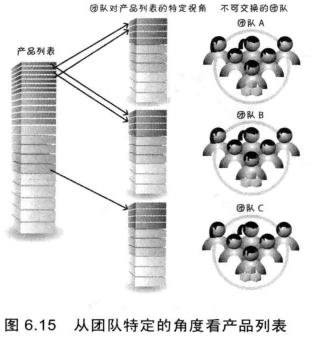 团队对产品列表的特定视角 不可交换的团队
产品列表
团队 A
团队 B
团队 C
图 6.15 从团队特定的角度看产品列表